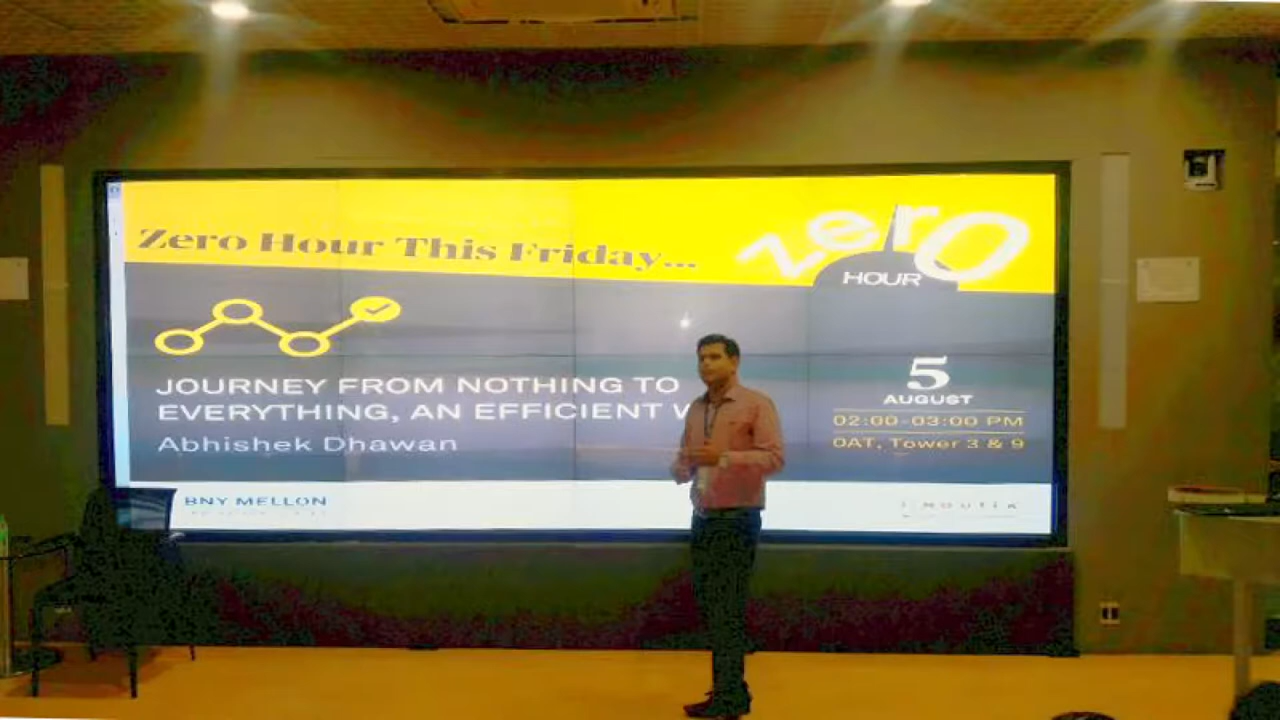 Zero Hour This Friday...
zero
HOUR
JOURNEY FROM NOTHING TO
EVERYTHING, AN EFFICIENT W
Abhishek Dhawan
5
AUGUST
02:00-03:00 PM
OAT, Tower 3 & 9
BNY MELLON